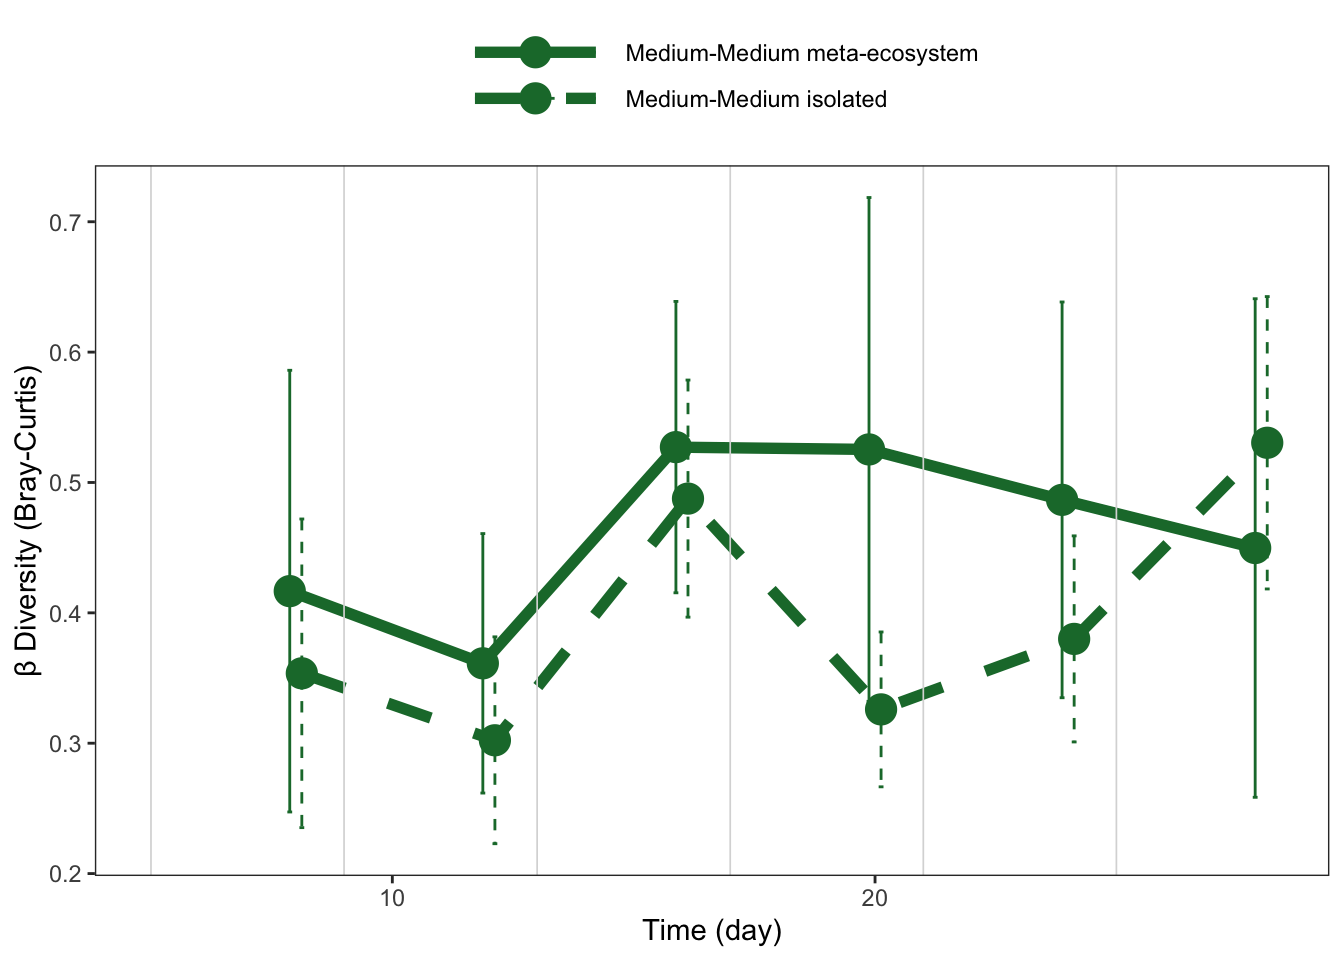 Medium-Medium meta-ecosystem
Medium-Medium isolated
β Diversity (Bray-Curtis)
0.7
0.6
0.5
0.4
0.3
0.2
10
20
Time (day)